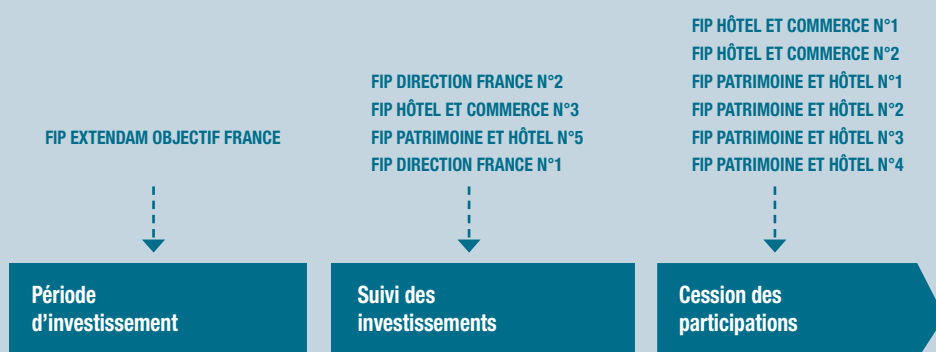 FIP EXTENDAM OBJECTIF FRANCE
Période
d'investissement
FIP DIRECTION FRANCE N°2
FIP HÔTEL ET COMMERCE N°3
FIP PATRIMOINE ET HÔTEL N°5
FIP DIRECTION FRANCE N°1
Suivi des
investissements
FIP HÔTEL ET COMMERCE N°1
FIP HÔTEL ET COMMERCE N°2
FIP PATRIMOINE ET HÔTEL N°1
FIP PATRIMOINE ET HÔTEL N°2
FIP PATRIMOINE ET HÔTEL N°3
FIP PATRIMOINE ET HÔTEL N°4
Cession des
participations